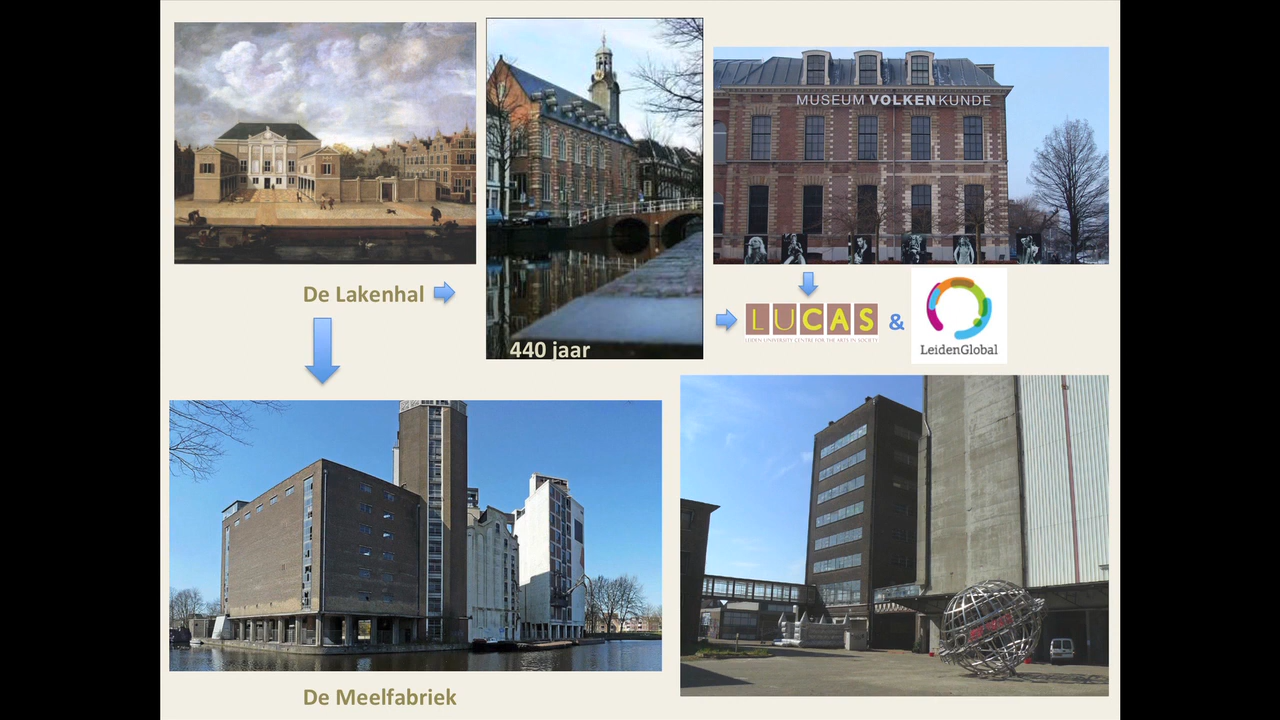 MUSEUM VOLKENKUNDE
De Lakenhal
440 jaar
LUCAS
LEIDEN UNIVERSITY CENTRE FOR THE ARTS IN SOCIETY
&
LeidenGlobal
De Meelfabriek